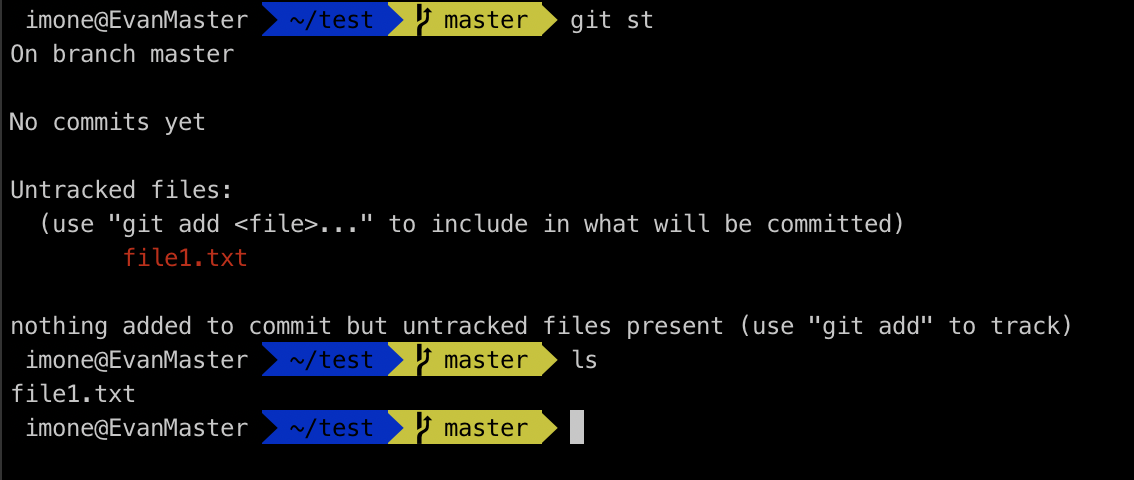 imone@EvanMaster ~/test master git st
On branch master
No commits yet
Untracked files:
(use "git add <file>..." to include in what will be committed)
file1.txt
nothing added to commit but untracked files present (use "git add" to track)
imone@EvanMaster ~/test master ls
file1.txt
imone@EvanMaster ~/test master